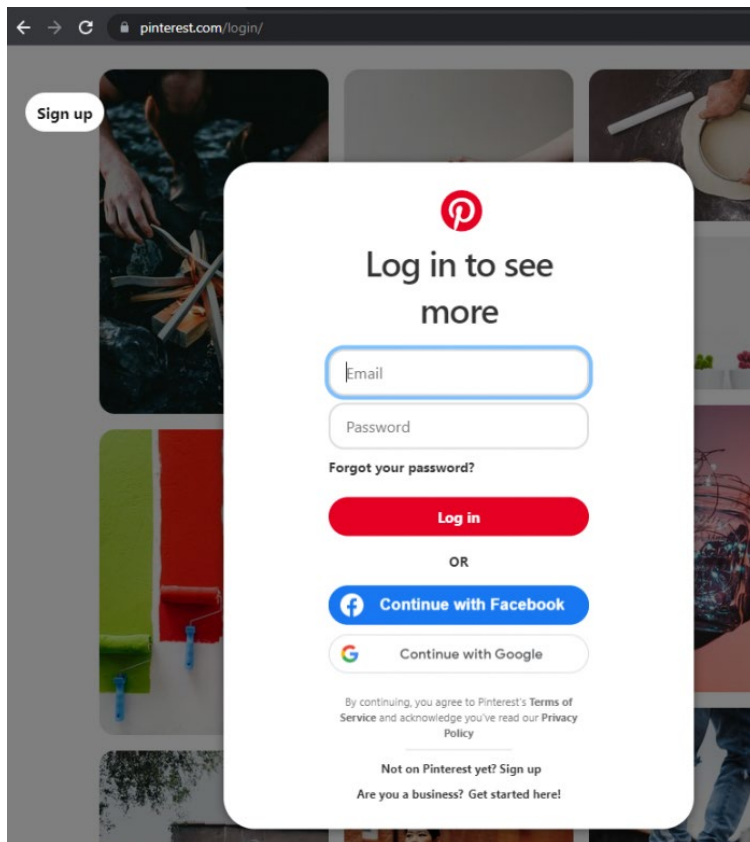 pinterest.com/login/
Sign up
Log in to see
more
Email
Password
Forgot your password?
Log in
OR
Continue with Facebook
Continue with Google
By continuing, you agree to Pinterest's Terms of
Service and acknowledge you've read our Privacy
Policy
Not on Pinterest yet? Sign up
Are you a business? Get started here!